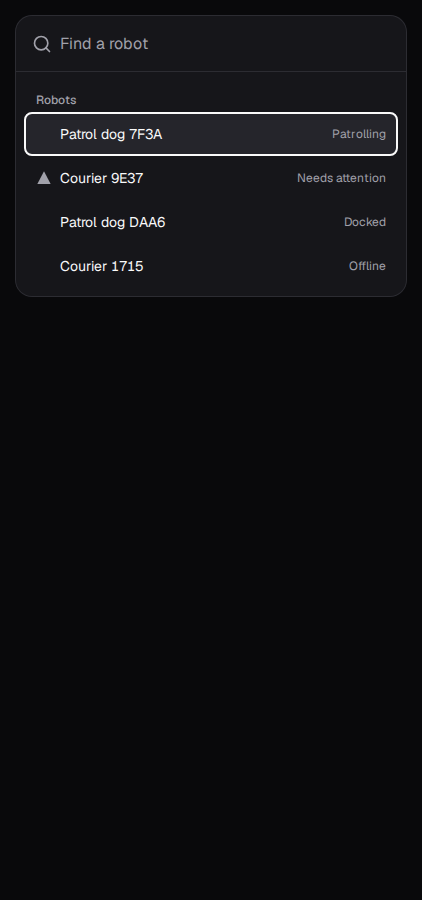 Find a robot
Robots
Patrol dog 7F3A Patrolling
Courier 9E37 Needs attention
Patrol dog DAA6 Docked
Courier 1715 Offline